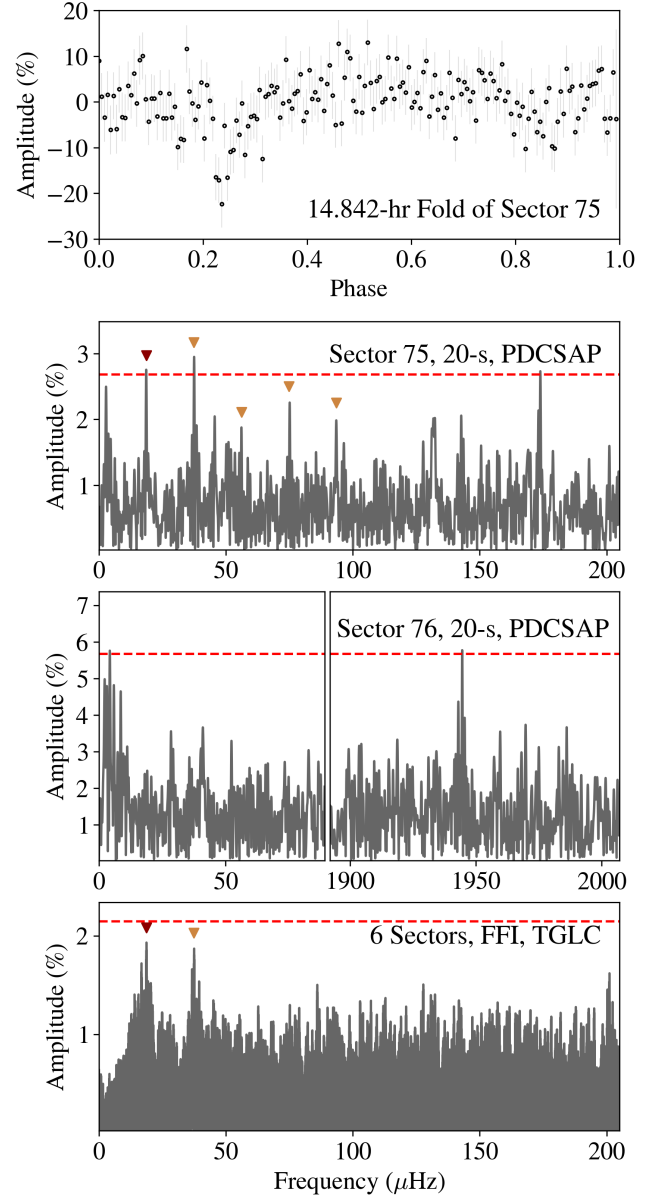 20
10
0
−10
−20
−30
Amplitude (%)
14.842-hr Fold of Sector 75
0.0 0.2 0.4 0.6 0.8 1.0
Phase
3
2
1
Amplitude (%)
Sector 75, 20-s, PDCSAP
0 50 100 150 200
7
6
5
4
3
2
1
Amplitude (%)
Sector 76, 20-s, PDCSAP
0 50 1900 1950 2000
2
1
Amplitude (%)
6 Sectors, FFI, TGLC
0 50 100 150 200
Frequency (μHz)